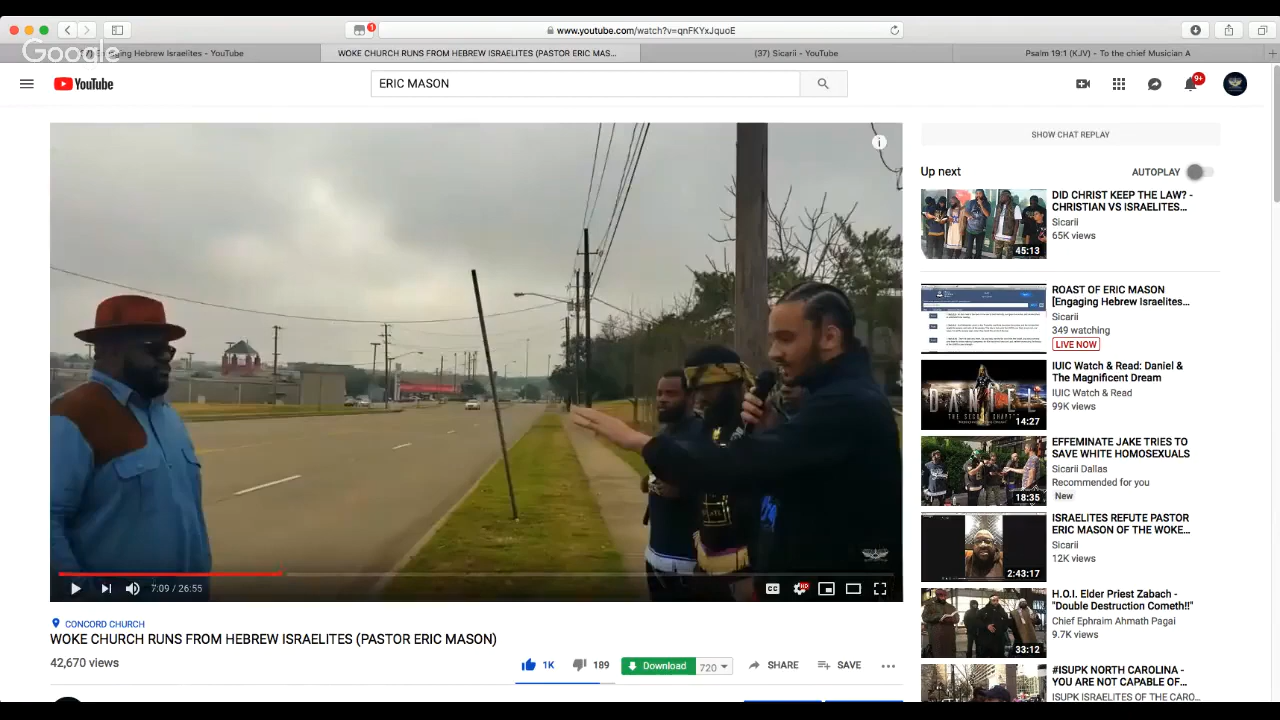 www.youtube.com/watch?v=qnFKYxJquoE
1
Google
Engaging Hebrew Israelites - YouTube
WOKE CHURCH RUNS FROM HEBREW ISRAELITES (PASTOR ERIC MAS...
(37) Sicarii - YouTube
Psalm 19:1 (KJV) - To the chief Musician A
YouTube
ERIC MASON
9+
SHOW CHAT REPLAY
Up next
AUTOPLAY
DID CHRIST KEEP THE LAW? -
CHRISTIAN VS ISRAELITES...
Sicarii
65K views
45:13
ROAST OF ERIC MASON
[Engaging Hebrew Israelites...
Sicarii
349 watching
LIVE NOW
IUIC Watch & Read: Daniel &
The Magnificent Dream
IUIC Watch & Read
99K views
DANIEL
14:27
EFFEMINATE JAKE TRIES TO
SAVE WHITE HOMOSEXUALS
Sicarii Dallas
Recommended for you
New
18:35
ISRAELITES REFUTE PASTOR
ERIC MASON OF THE WOKE...
Sicarii
12K views
2:43:17
H.O.I. Elder Priest Zabach -
"Double Destruction Cometh!!"
Chief Ephraim Ahmath Pagai
9.7K views
33:12
#ISUPK NORTH CAROLINA -
YOU ARE NOT CAPABLE OF...
ISUPK ISRAELITES OF THE CARO...
7:09 / 26:55
CC
HD
CONCORD CHURCH
WOKE CHURCH RUNS FROM HEBREW ISRAELITES (PASTOR ERIC MASON)
42,670 views
1K
189
Download
720
SHARE
SAVE